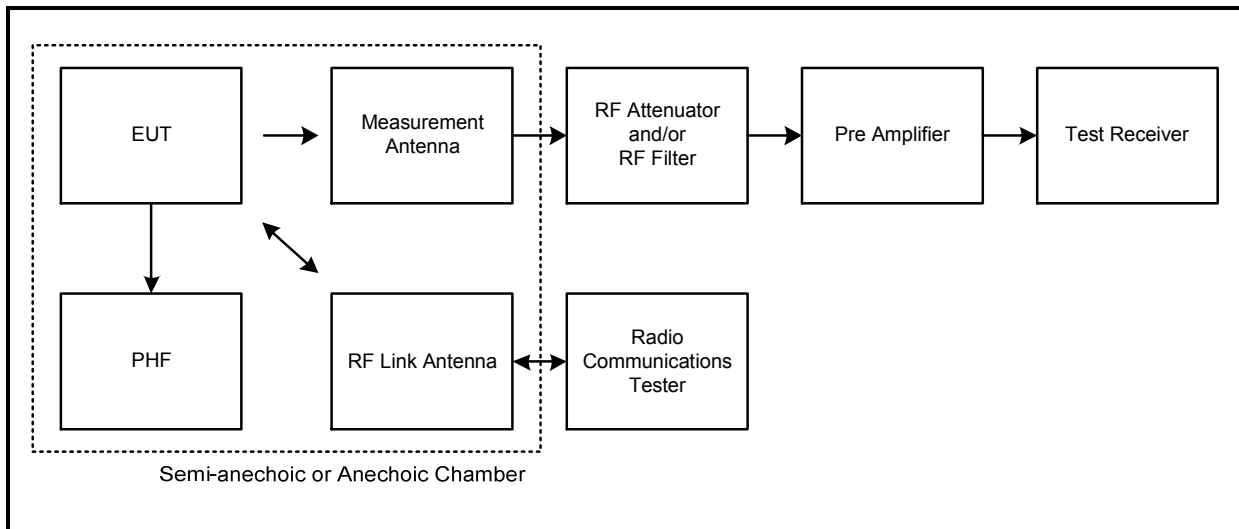 EUT
Measurement
Antenna
RF Attenuator
and/or
RF Filter
Pre Amplifier
Test Receiver
PHF
RF Link Antenna
Radio
Communications
Tester
Semi-anechoic or Anechoic Chamber